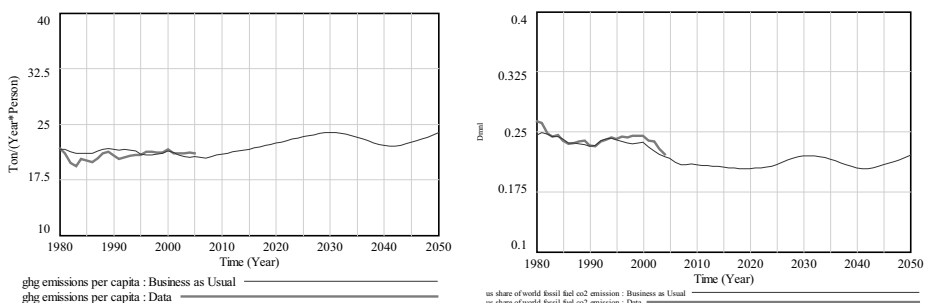 40
32.5
25
17.5
10
Ton/(Year*Person)
1980 1990 2000 2010 2020 2030 2040 2050
Time (Year)
ghg emissions per capita : Business as Usual
ghg emissions per capita : Data
0.4
0.325
0.25
0.175
0.1
Dmnl
1980 1990 2000 2010 2020 2030 2040 2050
Time (Year)
us share of world fossil fuel co2 emission : Business as Usual
us share of world fossil fuel co2 emission : Data